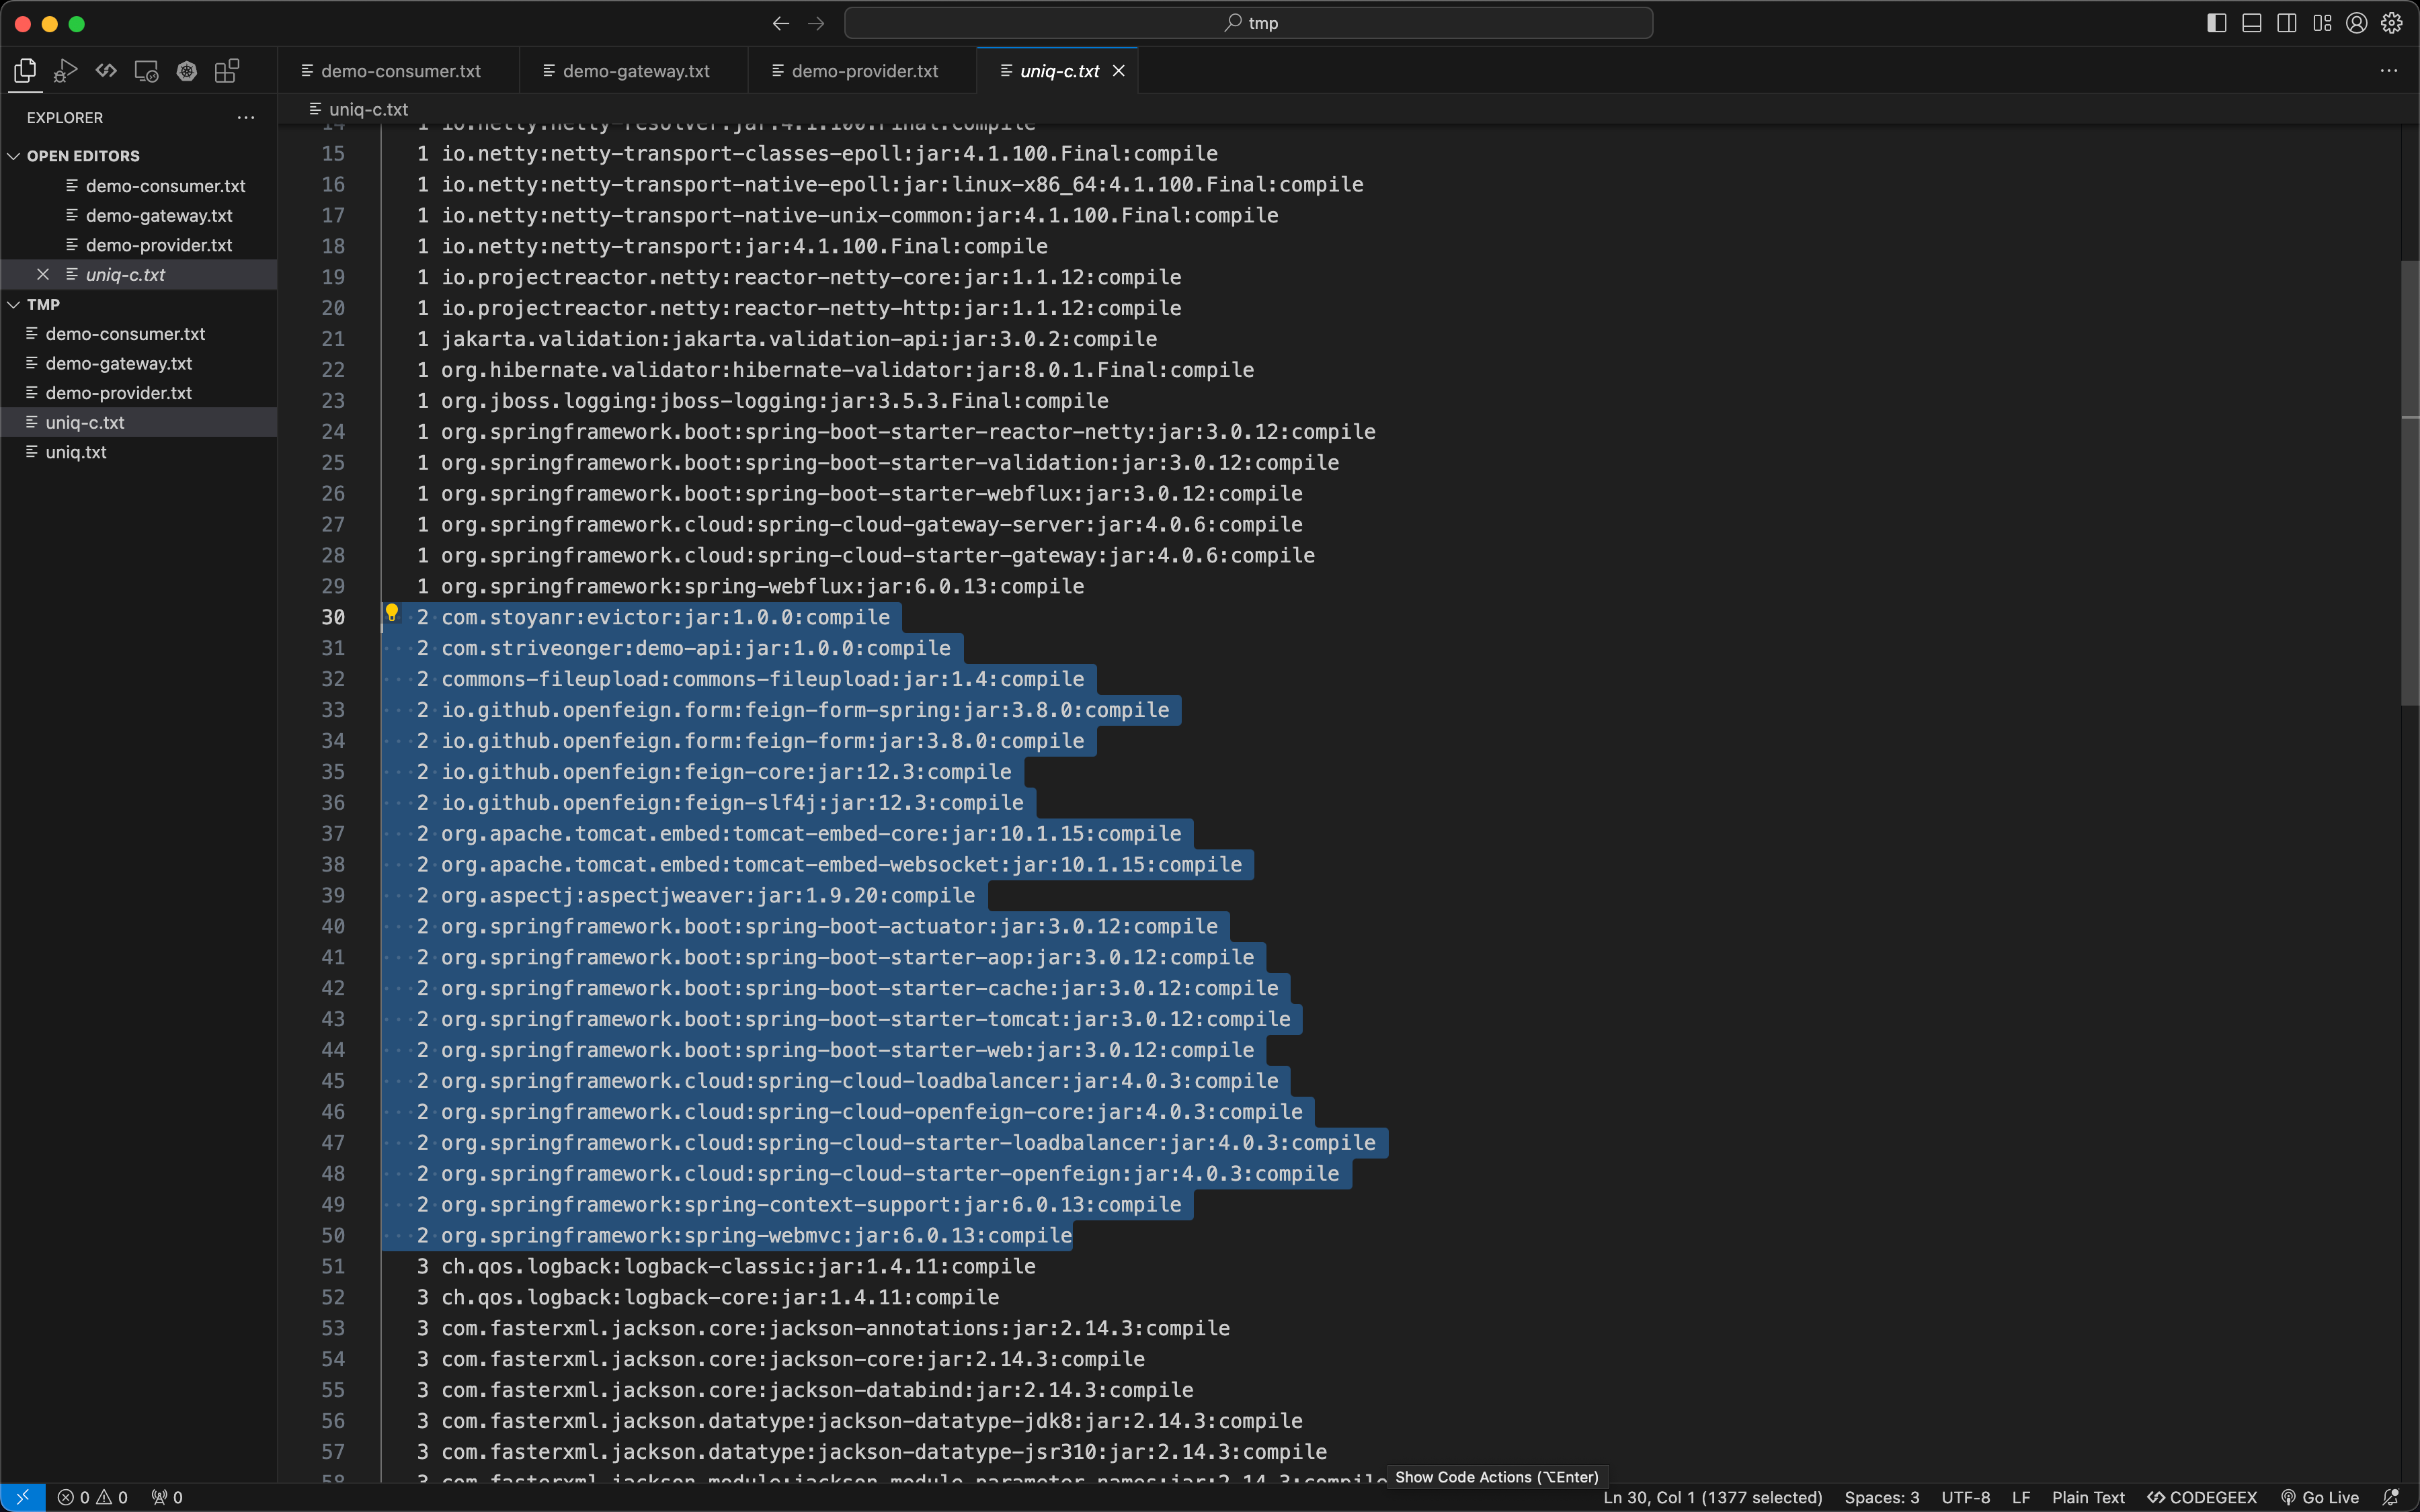 tmp
demo-consumer.txt
demo-gateway.txt
demo-provider.txt
uniq-c.txt
EXPLORER
uniq-c.txt
OPEN EDITORS
demo-consumer.txt
demo-gateway.txt
demo-provider.txt
uniq-c.txt
TMP
demo-consumer.txt
demo-gateway.txt
demo-provider.txt
uniq-c.txt
uniq.txt
14 1 io.netty:netty-resolver:jar:4.1.100.Final:compile
15 1 io.netty:netty-transport-classes-epoll:jar:4.1.100.Final:compile
16 1 io.netty:netty-transport-native-epoll:jar:linux-x86_64:4.1.100.Final:compile
17 1 io.netty:netty-transport-native-unix-common:jar:4.1.100.Final:compile
18 1 io.netty:netty-transport:jar:4.1.100.Final:compile
19 1 io.projectreactor.netty:reactor-netty-core:jar:1.1.12:compile
20 1 io.projectreactor.netty:reactor-netty-http:jar:1.1.12:compile
21 1 jakarta.validation:jakarta.validation-api:jar:3.0.2:compile
22 1 org.hibernate.validator:hibernate-validator:jar:8.0.1.Final:compile
23 1 org.jboss.logging:jboss-logging:jar:3.5.3.Final:compile
24 1 org.springframework.boot:spring-boot-starter-reactor-netty:jar:3.0.12:compile
25 1 org.springframework.boot:spring-boot-starter-validation:jar:3.0.12:compile
26 1 org.springframework.boot:spring-boot-starter-webflux:jar:3.0.12:compile
27 1 org.springframework.cloud:spring-cloud-gateway-server:jar:4.0.6:compile
28 1 org.springframework.cloud:spring-cloud-starter-gateway:jar:4.0.6:compile
29 1 org.springframework:spring-webflux:jar:6.0.13:compile
30 2 com.stoyanr:evictor:jar:1.0.0:compile
31 2 com.striveonger:demo-api:jar:1.0.0:compile
32 2 commons-fileupload:commons-fileupload:jar:1.4:compile
33 2 io.github.openfeign.form:feign-form-spring:jar:3.8.0:compile
34 2 io.github.openfeign.form:feign-form:jar:3.8.0:compile
35 2 io.github.openfeign:feign-core:jar:12.3:compile
36 2 io.github.openfeign:feign-slf4j:jar:12.3:compile
37 2 org.apache.tomcat.embed:tomcat-embed-core:jar:10.1.15:compile
38 2 org.apache.tomcat.embed:tomcat-embed-websocket:jar:10.1.15:compile
39 2 org.aspectj:aspectjweaver:jar:1.9.20:compile
40 2 org.springframework.boot:spring-boot-actuator:jar:3.0.12:compile
41 2 org.springframework.boot:spring-boot-starter-aop:jar:3.0.12:compile
42 2 org.springframework.boot:spring-boot-starter-cache:jar:3.0.12:compile
43 2 org.springframework.boot:spring-boot-starter-tomcat:jar:3.0.12:compile
44 2 org.springframework.boot:spring-boot-starter-web:jar:3.0.12:compile
45 2 org.springframework.cloud:spring-cloud-loadbalancer:jar:4.0.3:compile
46 2 org.springframework.cloud:spring-cloud-openfeign-core:jar:4.0.3:compile
47 2 org.springframework.cloud:spring-cloud-starter-loadbalancer:jar:4.0.3:compile
48 2 org.springframework.cloud:spring-cloud-starter-openfeign:jar:4.0.3:compile
49 2 org.springframework:spring-context-support:jar:6.0.13:compile
50 2 org.springframework:spring-webmvc:jar:6.0.13:compile
51 3 ch.qos.logback:logback-classic:jar:1.4.11:compile
52 3 ch.qos.logback:logback-core:jar:1.4.11:compile
53 3 com.fasterxml.jackson.core:jackson-annotations:jar:2.14.3:compile
54 3 com.fasterxml.jackson.core:jackson-core:jar:2.14.3:compile
55 3 com.fasterxml.jackson.core:jackson-databind:jar:2.14.3:compile
56 3 com.fasterxml.jackson.datatype:jackson-datatype-jdk8:jar:2.14.3:compile
57 3 com.fasterxml.jackson.datatype:jackson-datatype-jsr310:jar:2.14.3:compile
58 3 com.fasterxml.jackson.module:jackson-module-parameter-names:jar:2.14.3:compile
Show Code Actions (⌥Enter)
0 0 0 Ln 30, Col 1 (1377 selected) Spaces: 3 UTF-8 LF Plain Text CODEGEEX Go Live